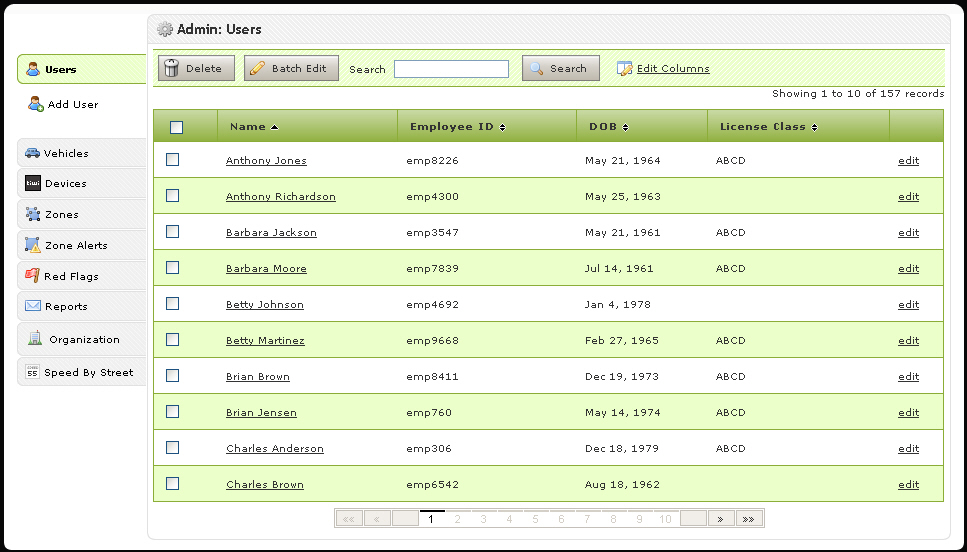 Admin: Users
Users
Add User
Vehicles
tiwi Devices
Zones
Zone Alerts
Red Flags
Reports
Organization
55 Speed By Street
Delete Batch Edit Search Search Edit Columns
Showing 1 to 10 of 157 records
Name Employee ID DOB License Class
Anthony Jones emp8226 May 21, 1964 ABCD edit
Anthony Richardson emp4300 May 25, 1963 edit
Barbara Jackson emp3547 May 21, 1961 ABCD edit
Barbara Moore emp7839 Jul 14, 1961 ABCD edit
Betty Johnson emp4692 Jan 4, 1978 edit
Betty Martinez emp9668 Feb 27, 1965 ABCD edit
Brian Brown emp8411 Dec 19, 1973 ABCD edit
Brian Jensen emp760 May 14, 1974 ABCD edit
Charles Anderson emp306 Dec 18, 1979 ABCD edit
Charles Brown emp6542 Aug 18, 1962 edit
«« « 1 2 3 4 5 6 7 8 9 10 » »»